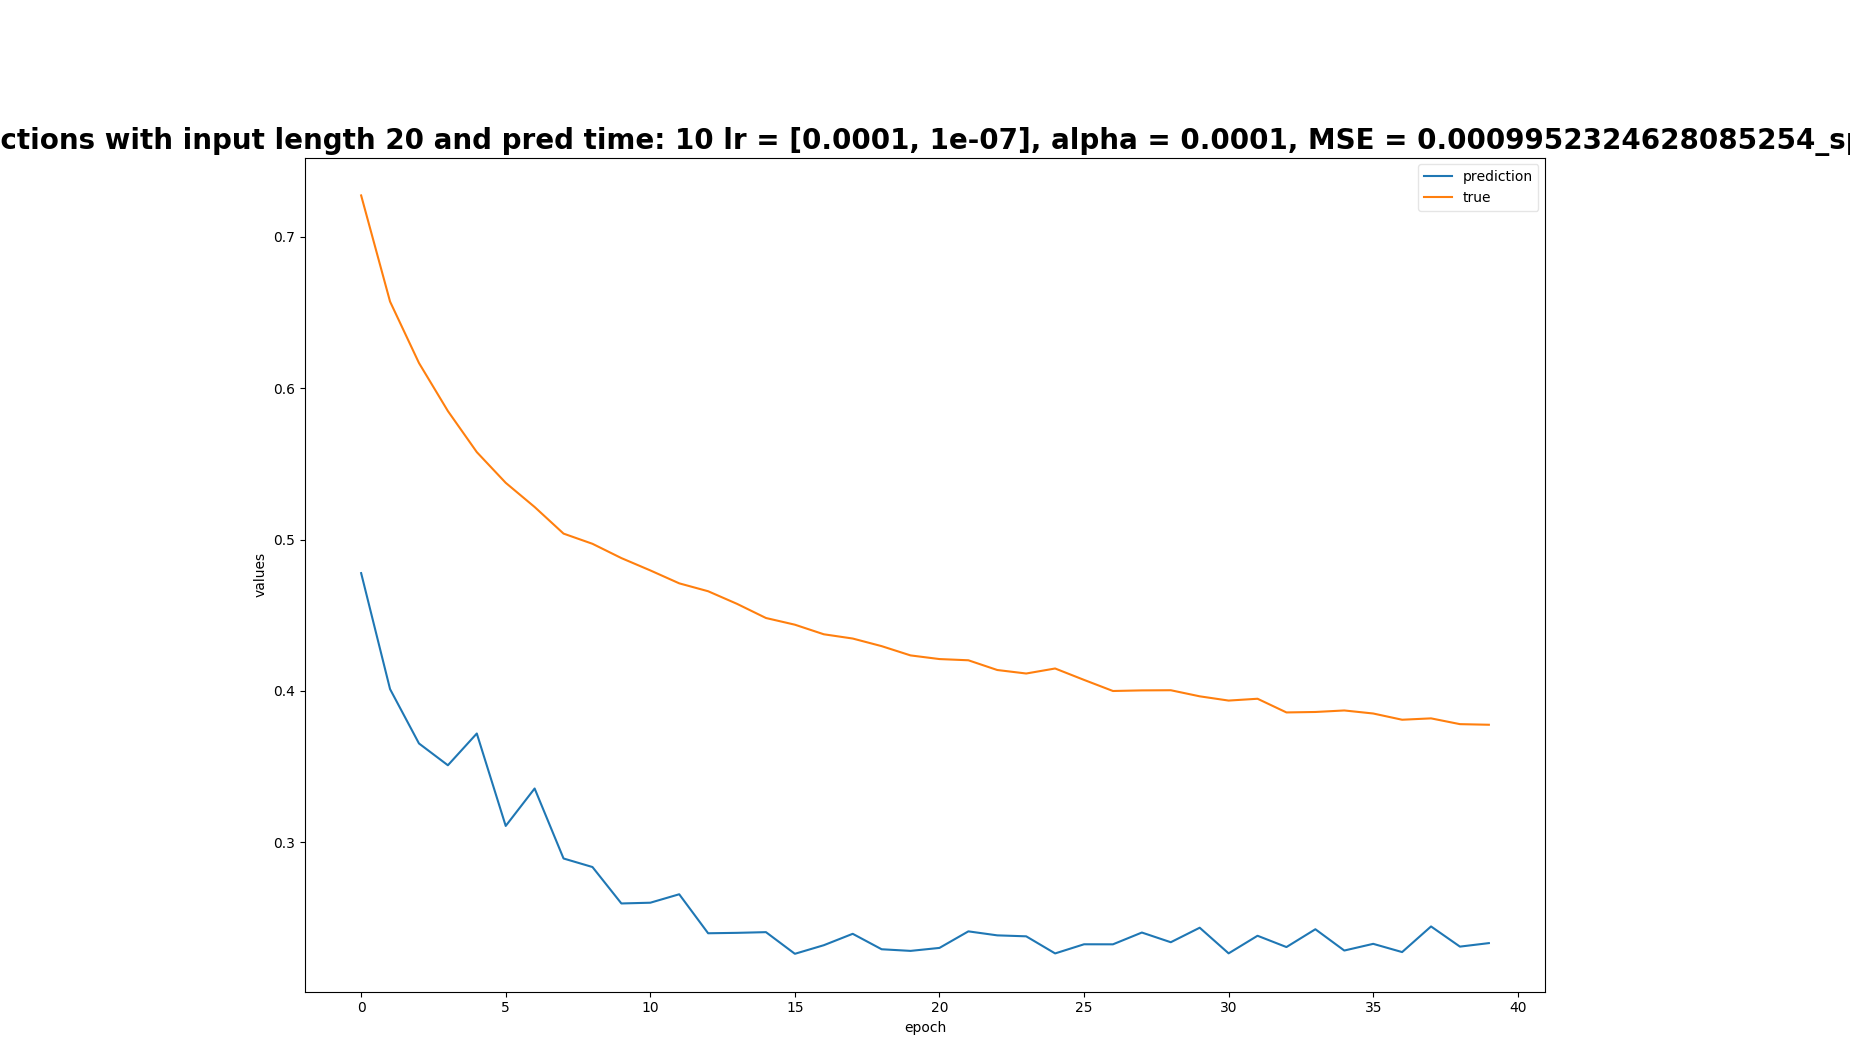 ctions with input length 20 and pred time: 10 lr = [0.0001, 1e-07], alpha = 0.0001, MSE = 0.0009952324628085254_sp
prediction
true
0.7
0.6
0.5
0.4
0.3
values
0 5 10 15 20 25 30 35 40
epoch